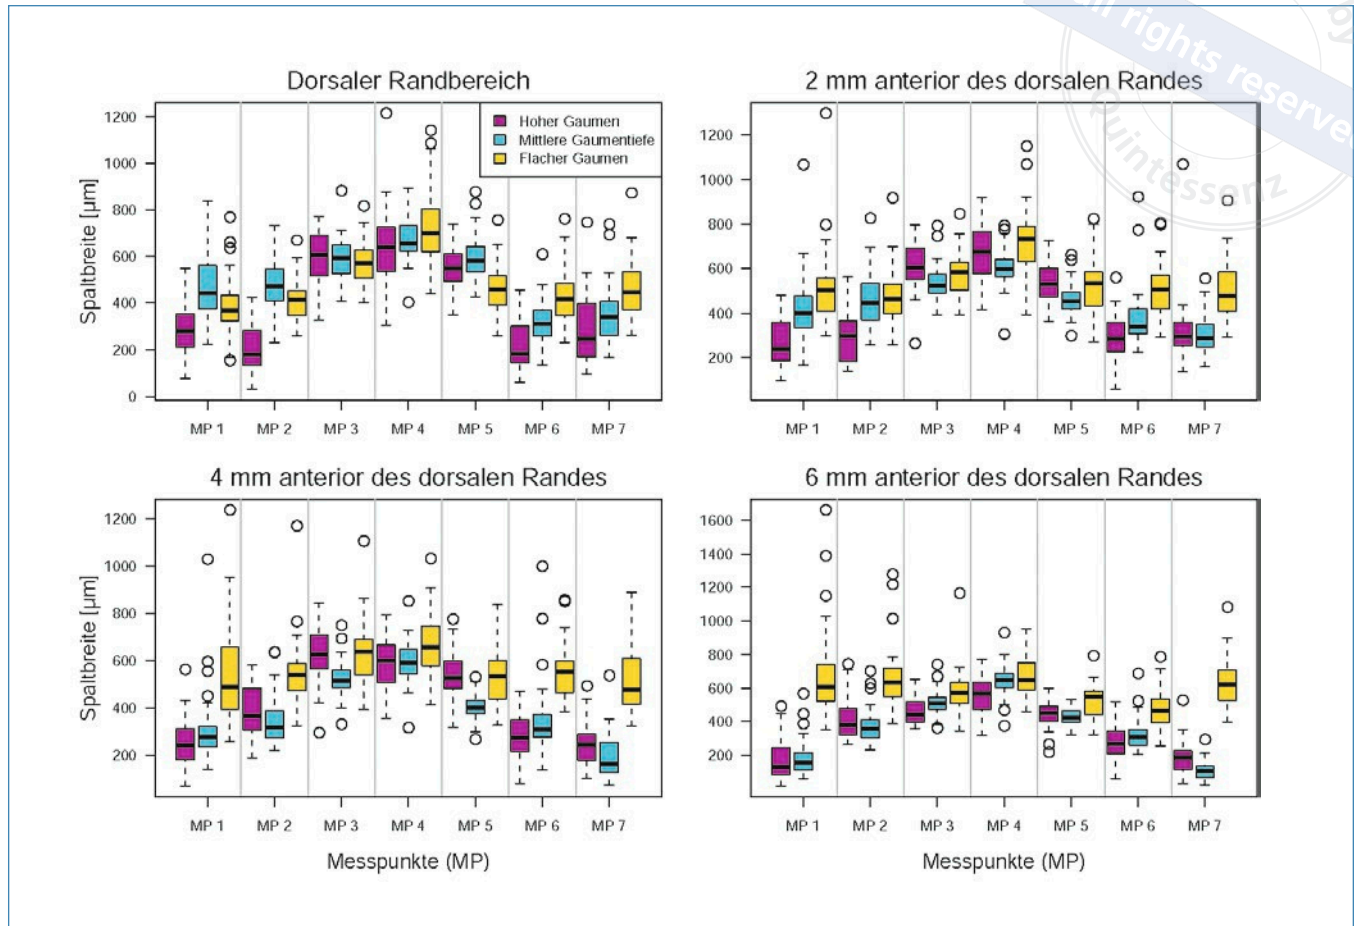 all rights reserved
by
Quintessenz
Dorsaler Randbereich
Spaltbreite [µm]
1200
1000
800
600
400
200
0
Hoher Gaumen
Mittlere Gaumentiefe
Flacher Gaumen
MP 1 MP 2 MP 3 MP 4 MP 5 MP 6 MP 7
2 mm anterior des dorsalen Randes
1200
1000
800
600
400
200
MP 1 MP 2 MP 3 MP 4 MP 5 MP 6 MP 7
4 mm anterior des dorsalen Randes
Spaltbreite [µm]
1200
1000
800
600
400
200
MP 1 MP 2 MP 3 MP 4 MP 5 MP 6 MP 7
Messpunkte (MP)
6 mm anterior des dorsalen Randes
1600
1400
1200
1000
800
600
400
200
MP 1 MP 2 MP 3 MP 4 MP 5 MP 6 MP 7
Messpunkte (MP)